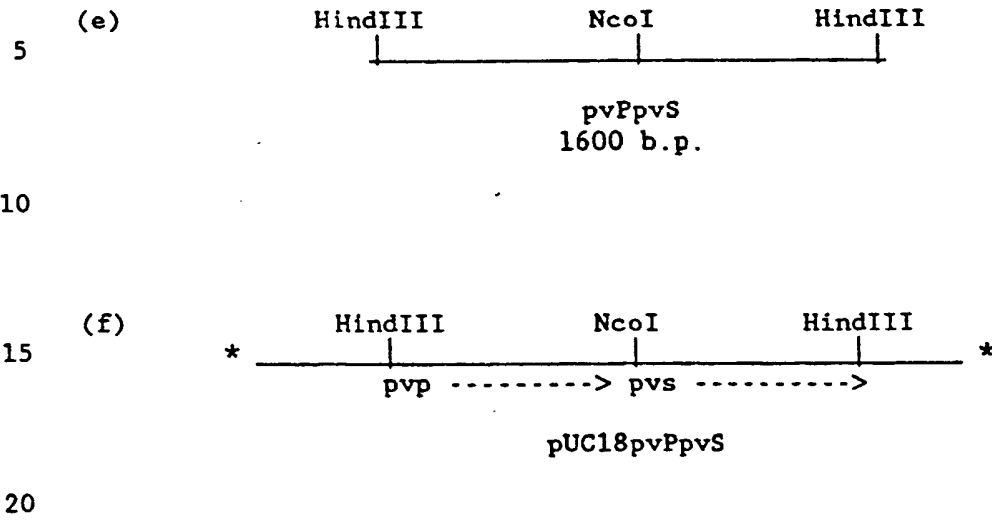 (e) HindIII NcoI HindIII
5
pvPpvS
1600 b.p.
10
(f) HindIII NcoI HindIII
15 * *
pvp ---------> pvs ---------->
pUC18pvPpvS
20